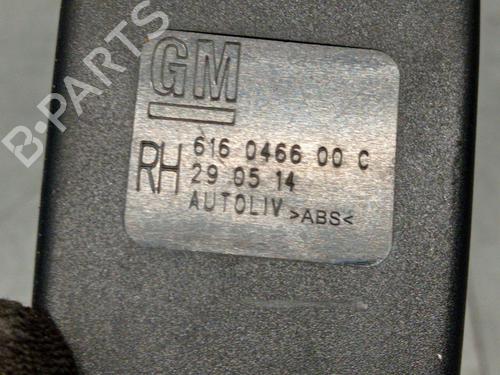 B-PARTS
GM
RH
616 0466 00 C
29 05 14
AUTOLIV >ABS<